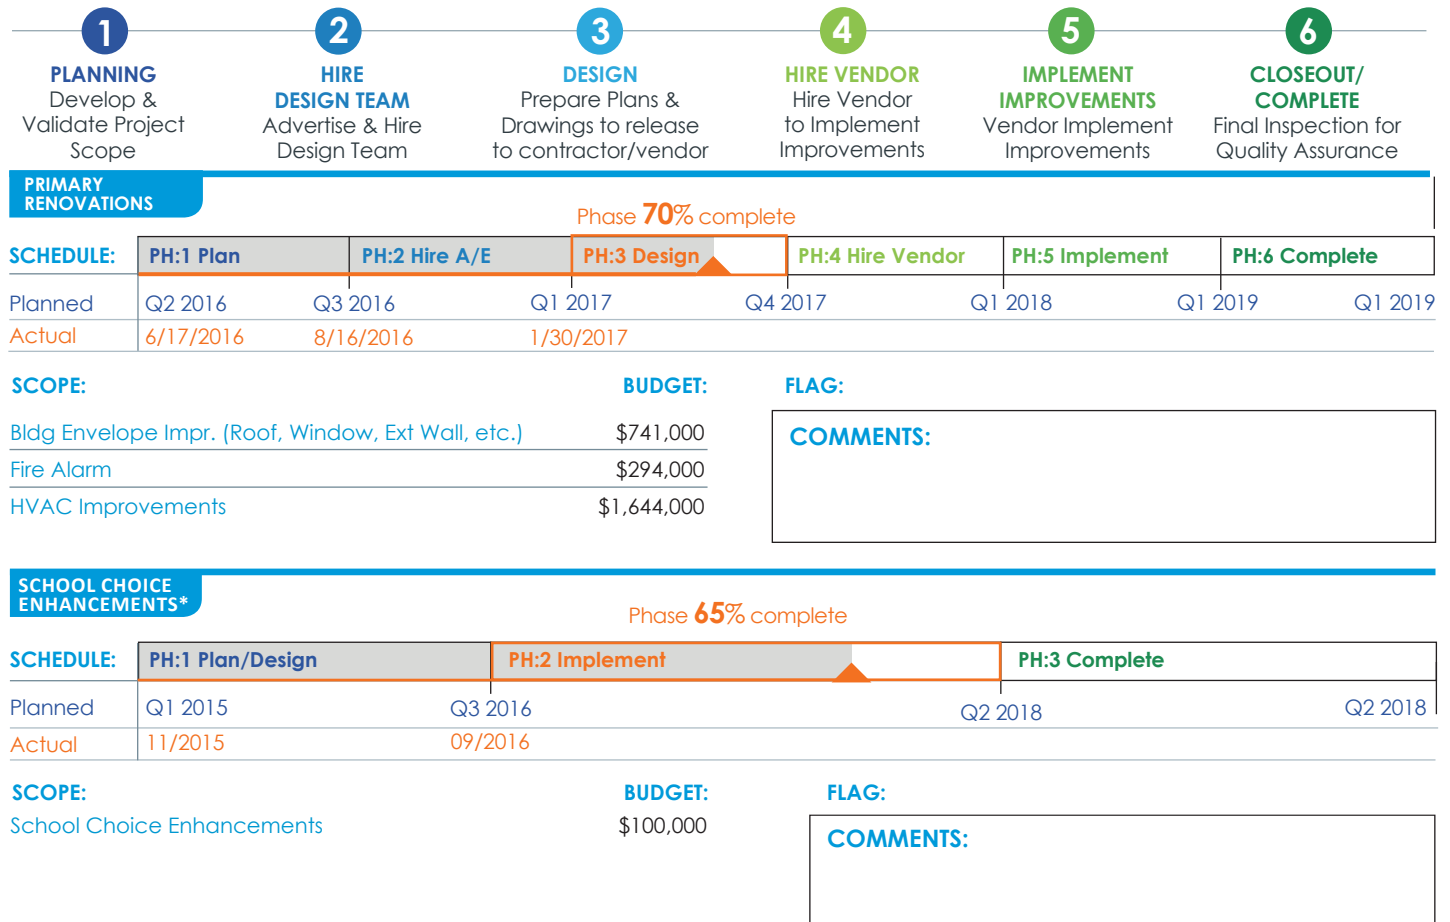 1 2 3 4 5 6
PLANNING
Develop &
Validate Project
Scope
HIRE
DESIGN TEAM
Advertise & Hire
Design Team
DESIGN
Prepare Plans &
Drawings to release
to contractor/vendor
HIRE VENDOR
Hire Vendor
to Implement
Improvements
IMPLEMENT
IMPROVEMENTS
Vendor Implement
Improvements
CLOSEOUT/
COMPLETE
Final Inspection for
Quality Assurance
PRIMARY
RENOVATIONS
Phase 70% complete
SCHEDULE: PH:1 Plan PH:2 Hire A/E PH:3 Design PH:4 Hire Vendor PH:5 Implement PH:6 Complete
Planned Q2 2016 Q3 2016 Q1 2017 Q4 2017 Q1 2018 Q1 2019 Q1 2019
Actual 6/17/2016 8/16/2016 1/30/2017
SCOPE: BUDGET: FLAG:
Bldg Envelope Impr. (Roof, Window, Ext Wall, etc.) $741,000
Fire Alarm $294,000
HVAC Improvements $1,644,000
COMMENTS:
SCHOOL CHOICE
ENHANCEMENTS*
Phase 65% complete
SCHEDULE: PH:1 Plan/Design PH:2 Implement PH:3 Complete
Planned Q1 2015 Q3 2016 Q2 2018 Q2 2018
Actual 11/2015 09/2016
SCOPE: BUDGET: FLAG:
School Choice Enhancements $100,000
COMMENTS: